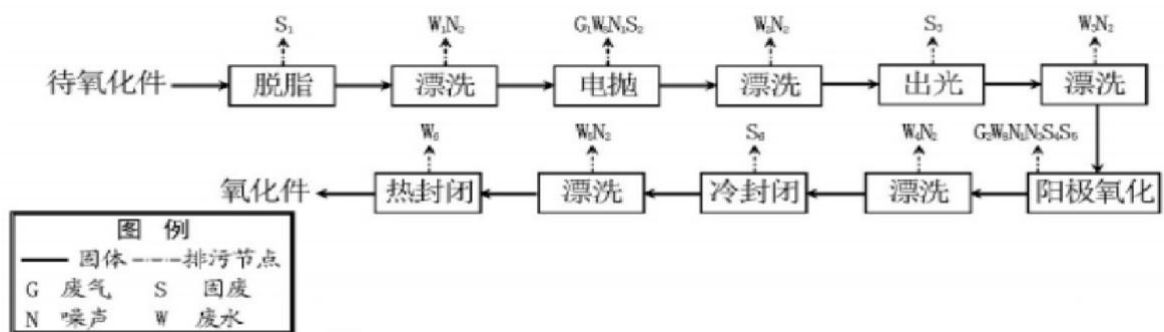 S₁ W₁N₂ G₁W₈N₁S₂ W₂N₂ S₃ W₃N₂
待氧化件 脱脂 漂洗 电抛 漂洗 出光 漂洗
W₆ W₅N₂ S₆ W₄N₂ G₂W₈N₁N₃S₄S₅
氧化件 热封闭 漂洗 冷封闭 漂洗 阳极氧化
图 例
固体 排污节点
G 废气 S 固废
N 噪声 W 废水